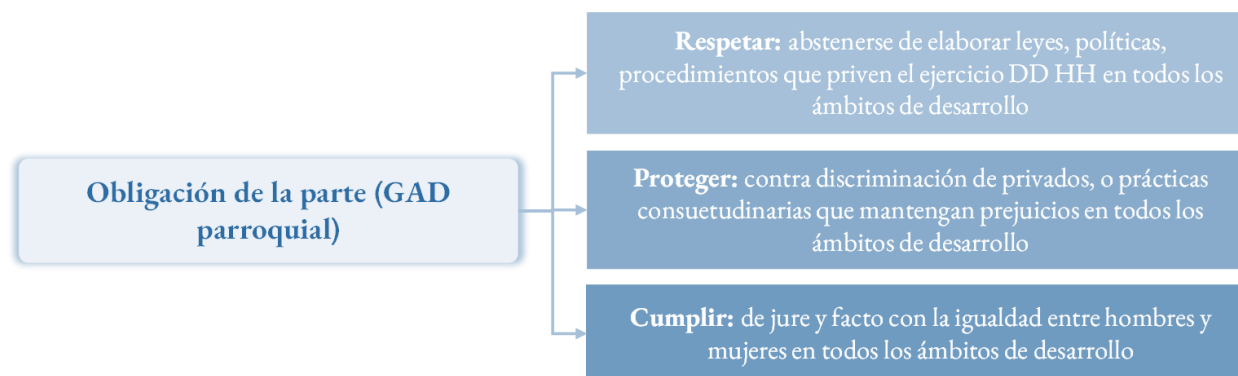 Obligación de la parte (GAD
parroquial)
Respetar: abstenerse de elaborar leyes, políticas,
procedimientos que priven el ejercicio DD HH en todos los
ámbitos de desarrollo
Proteger: contra discriminación de privados, o prácticas
consuetudinarias que mantengan prejuicios en todos los
ámbitos de desarrollo
Cumplir: de jure y facto con la igualdad entre hombres y
mujeres en todos los ámbitos de desarrollo